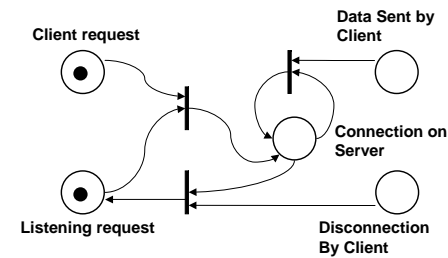 Client request
Data Sent by
Client
Connection on
Server
Listening request
Disconnection
By Client